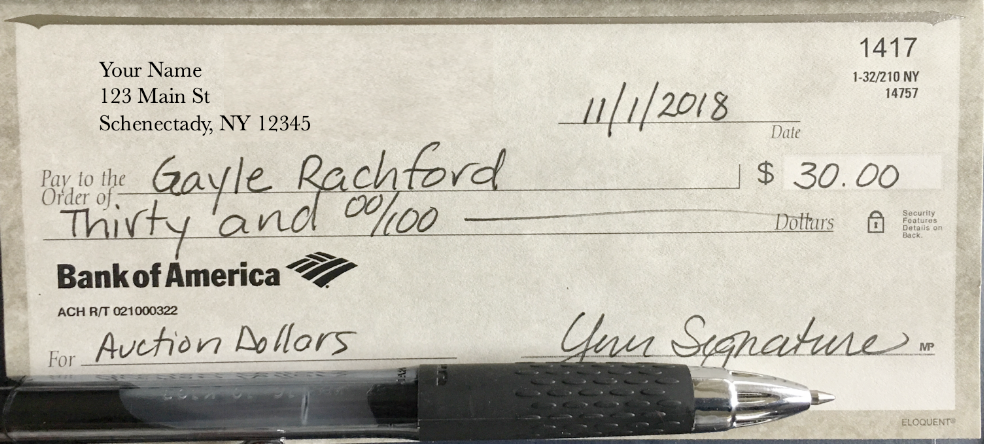 1417
1-32/210 NY
14757
Your Name
123 Main St
Schenectady, NY 12345
11/1/2018
Date
Pay to the
Order of Gayle Rachford $ 30.00
Thirty and 00/100 Dollars
Security
Features
Details on
Back.
Bank of America
ACH R/T 021000322
For Auction Dollars Your Signature MP
ELOQUENT®